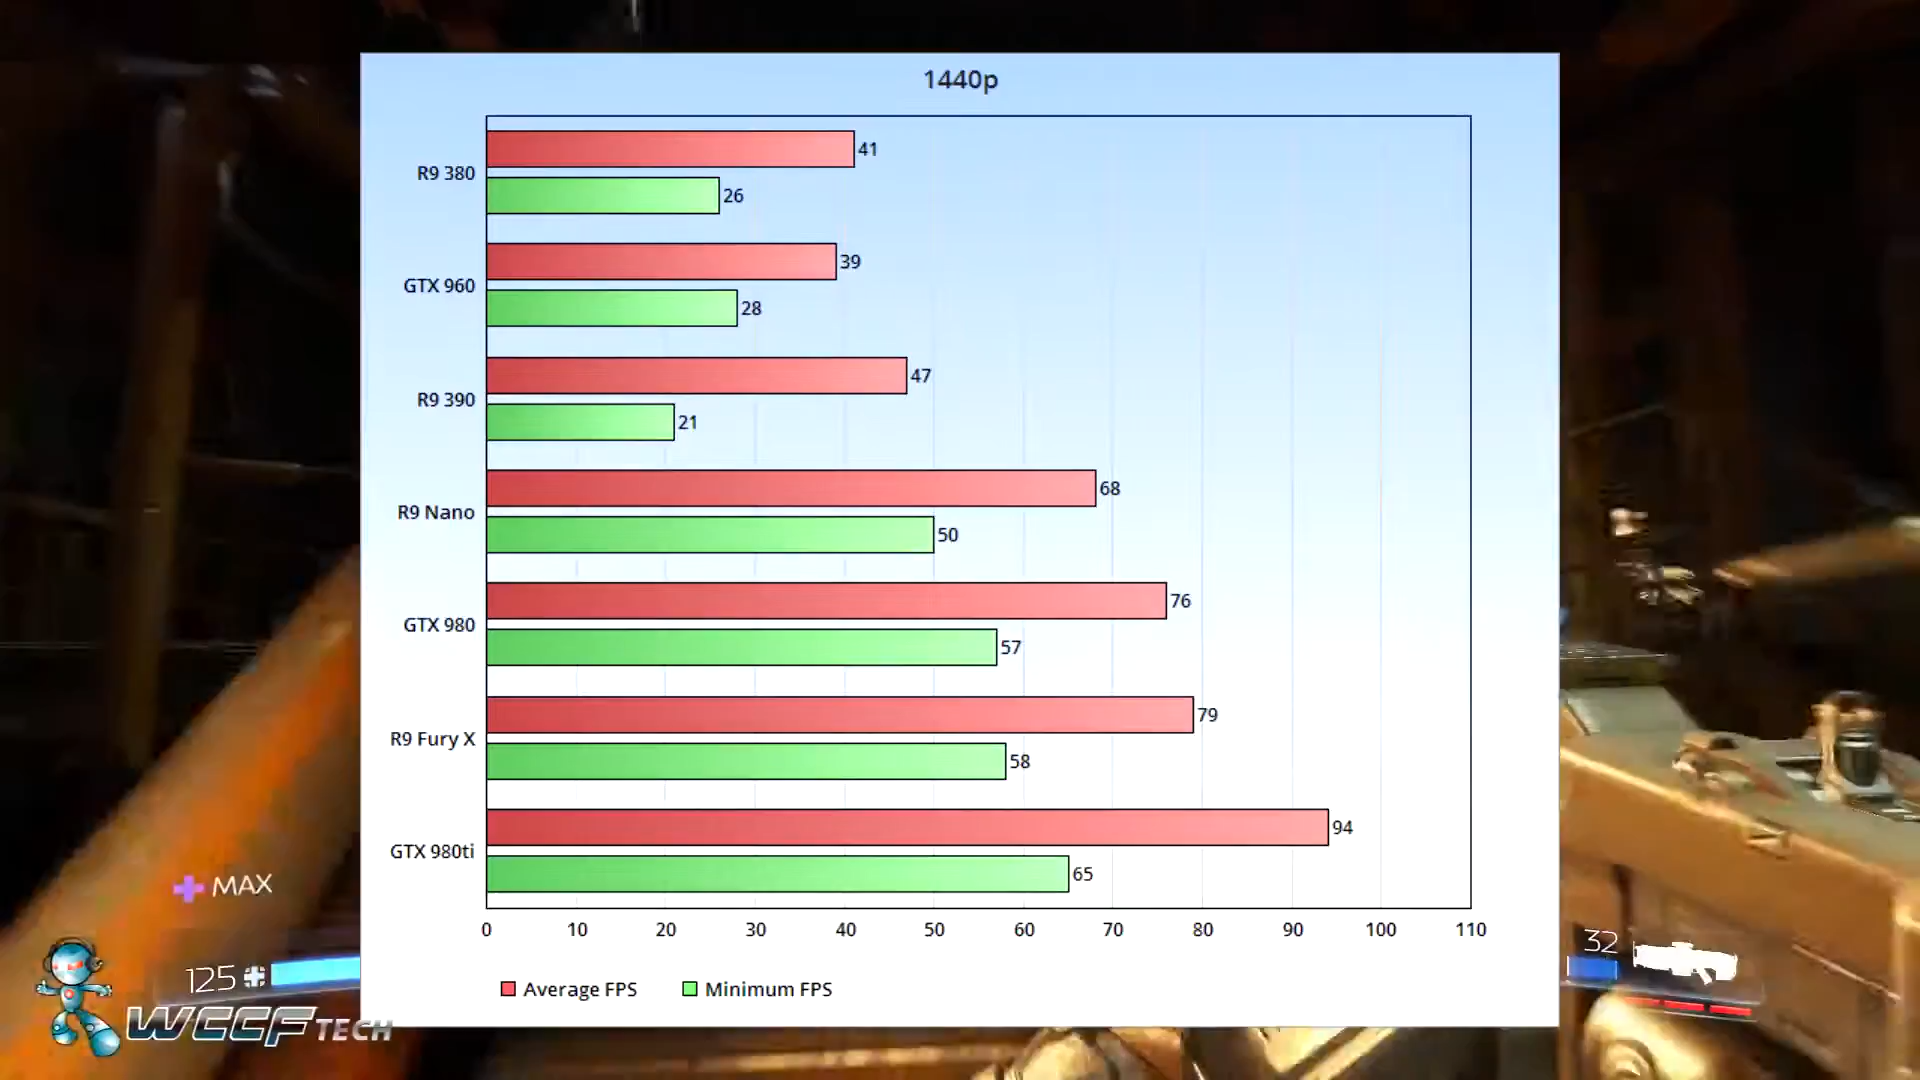 1440p
R9 380
41
26
GTX 960
39
28
R9 390
47
21
R9 Nano
68
50
GTX 980
76
57
R9 Fury X
79
58
GTX 980ti
94
65
0 10 20 30 40 50 60 70 80 90 100 110
Average FPS Minimum FPS
MAX
125
32
WCCFTECH